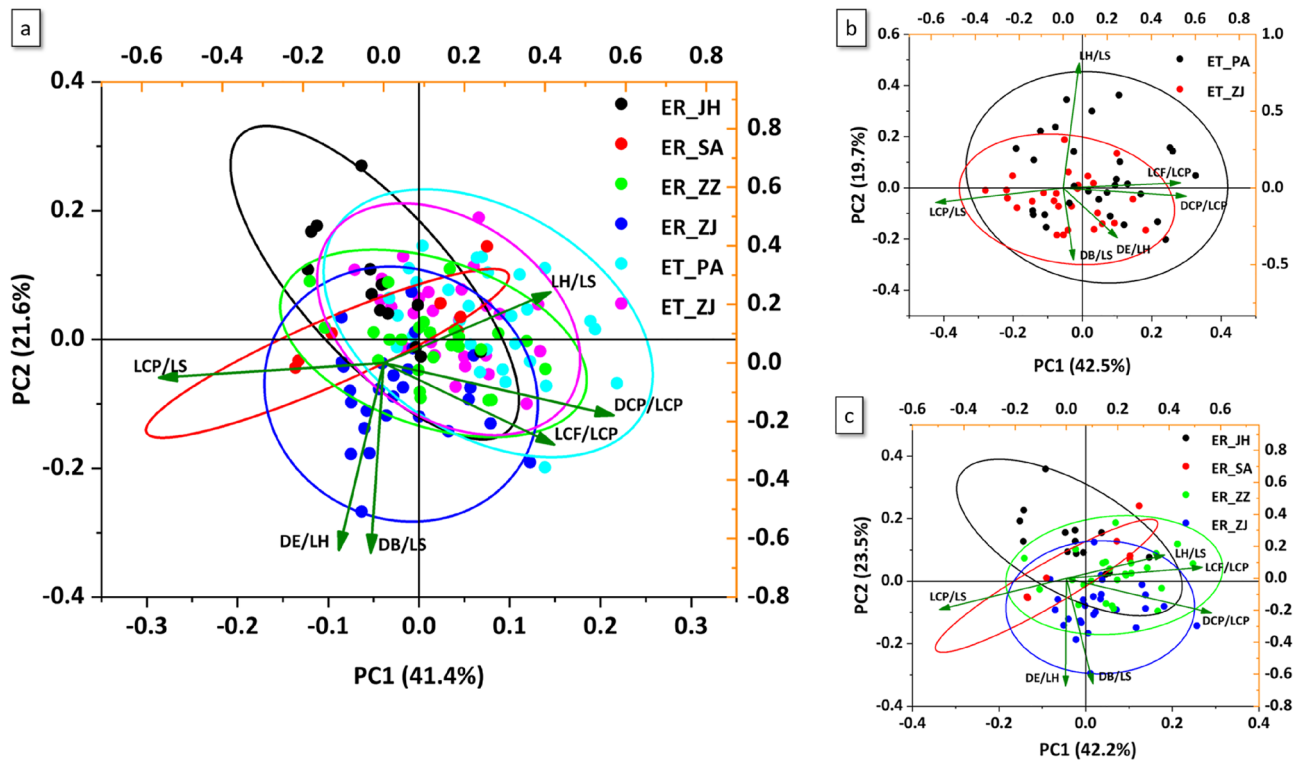 a
-0.6 -0.4 -0.2 0.0 0.2 0.4 0.6 0.8
0.4
0.2
0.0
-0.2
-0.4
PC2 (21.6%)
0.8
0.6
0.4
0.2
0.0
-0.2
-0.4
-0.6
-0.8
ER_JH
ER_SA
ER_ZZ
ER_ZJ
ET_PA
ET_ZJ
LH/LS
LCP/LS
DCP/LCP
LCF/LCP
DE/LH
DB/LS
-0.3 -0.2 -0.1 0.0 0.1 0.2 0.3
PC1 (41.4%)
b
-0.6 -0.4 -0.2 0.0 0.2 0.4 0.6 0.8
0.6
0.4
0.2
0.0
-0.2
-0.4
PC2 (19.7%)
1.0
0.5
0.0
-0.5
LH/LS
ET_PA
ET_ZJ
LCF/LCP
LCP/LS
DCP/LCP
DE/LH
DB/LS
-0.4 -0.2 0.0 0.2 0.4
PC1 (42.5%)
c
-0.6 -0.4 -0.2 0.0 0.2 0.4 0.6
0.4
0.2
0.0
-0.2
-0.4
PC2 (23.5%)
0.8
0.6
0.4
0.2
0.0
-0.2
-0.4
-0.6
-0.8
ER_JH
ER_SA
ER_ZZ
ER_ZJ
LH/LS
LCF/LCP
LCP/LS
DCP/LCP
DE/LH
DB/LS
-0.4 -0.2 0.0 0.2 0.4
PC1 (42.2%)